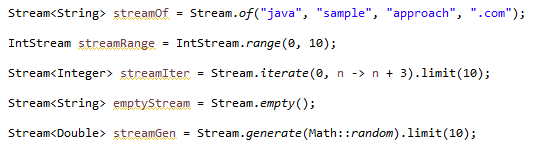 Stream<String> streamOf = Stream.of("java", "sample", "approach", ".com");
IntStream streamRange = IntStream.range(0, 10);
Stream<Integer> streamIter = Stream.iterate(0, n -> n + 3).limit(10);
Stream<String> emptyStream = Stream.empty();
Stream<Double> streamGen = Stream.generate(Math::random).limit(10);